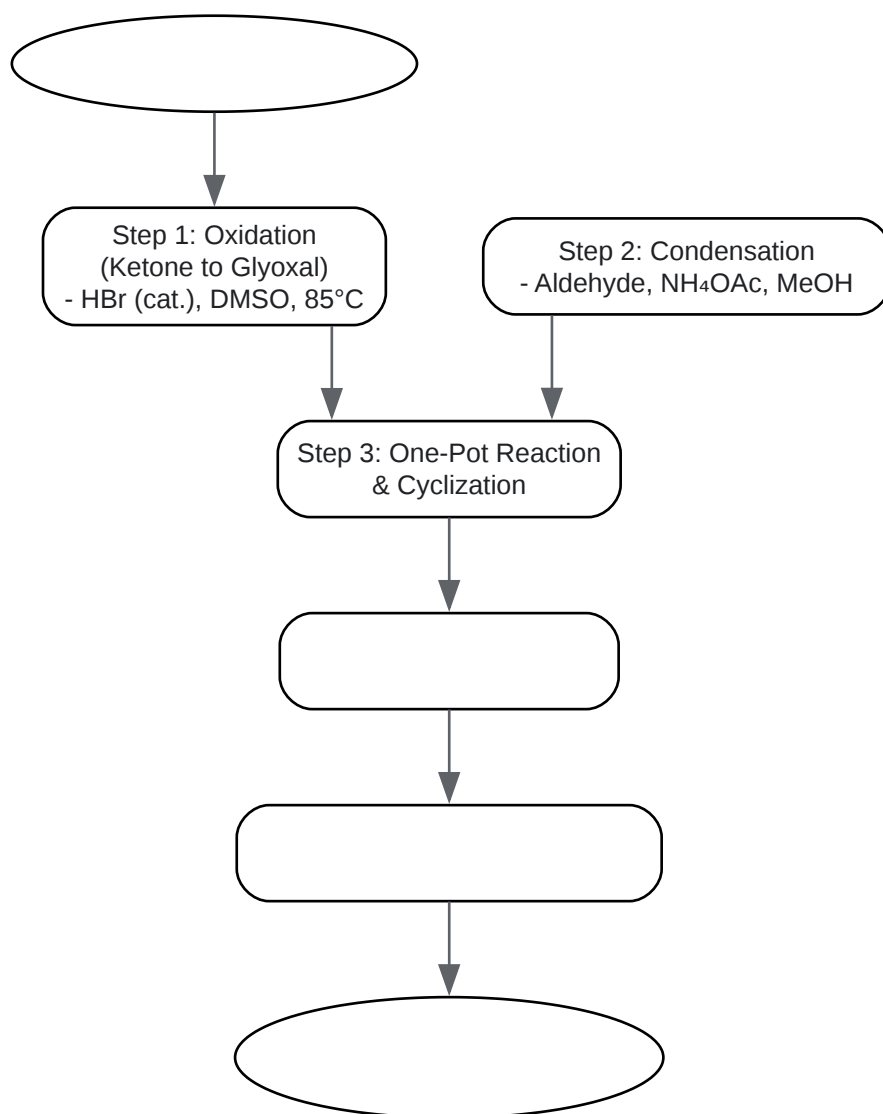 Step 1: Oxidation
(Ketone to Glyoxal)
- HBr (cat.), DMSO, 85°C
Step 2: Condensation
- Aldehyde, NH₄OAc, MeOH
Step 3: One-Pot Reaction
& Cyclization